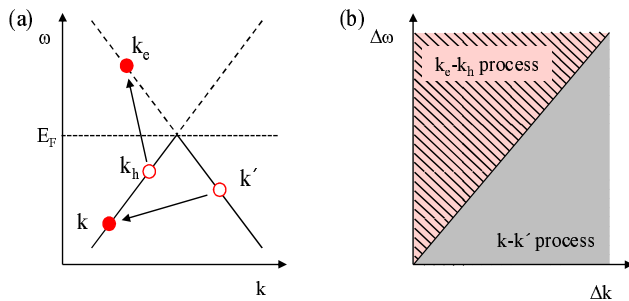 (a)
ω
k_e
E_F
k_h
k´
k
k
(b)
Δω
k_e-k_h process
k-k´ process
Δk